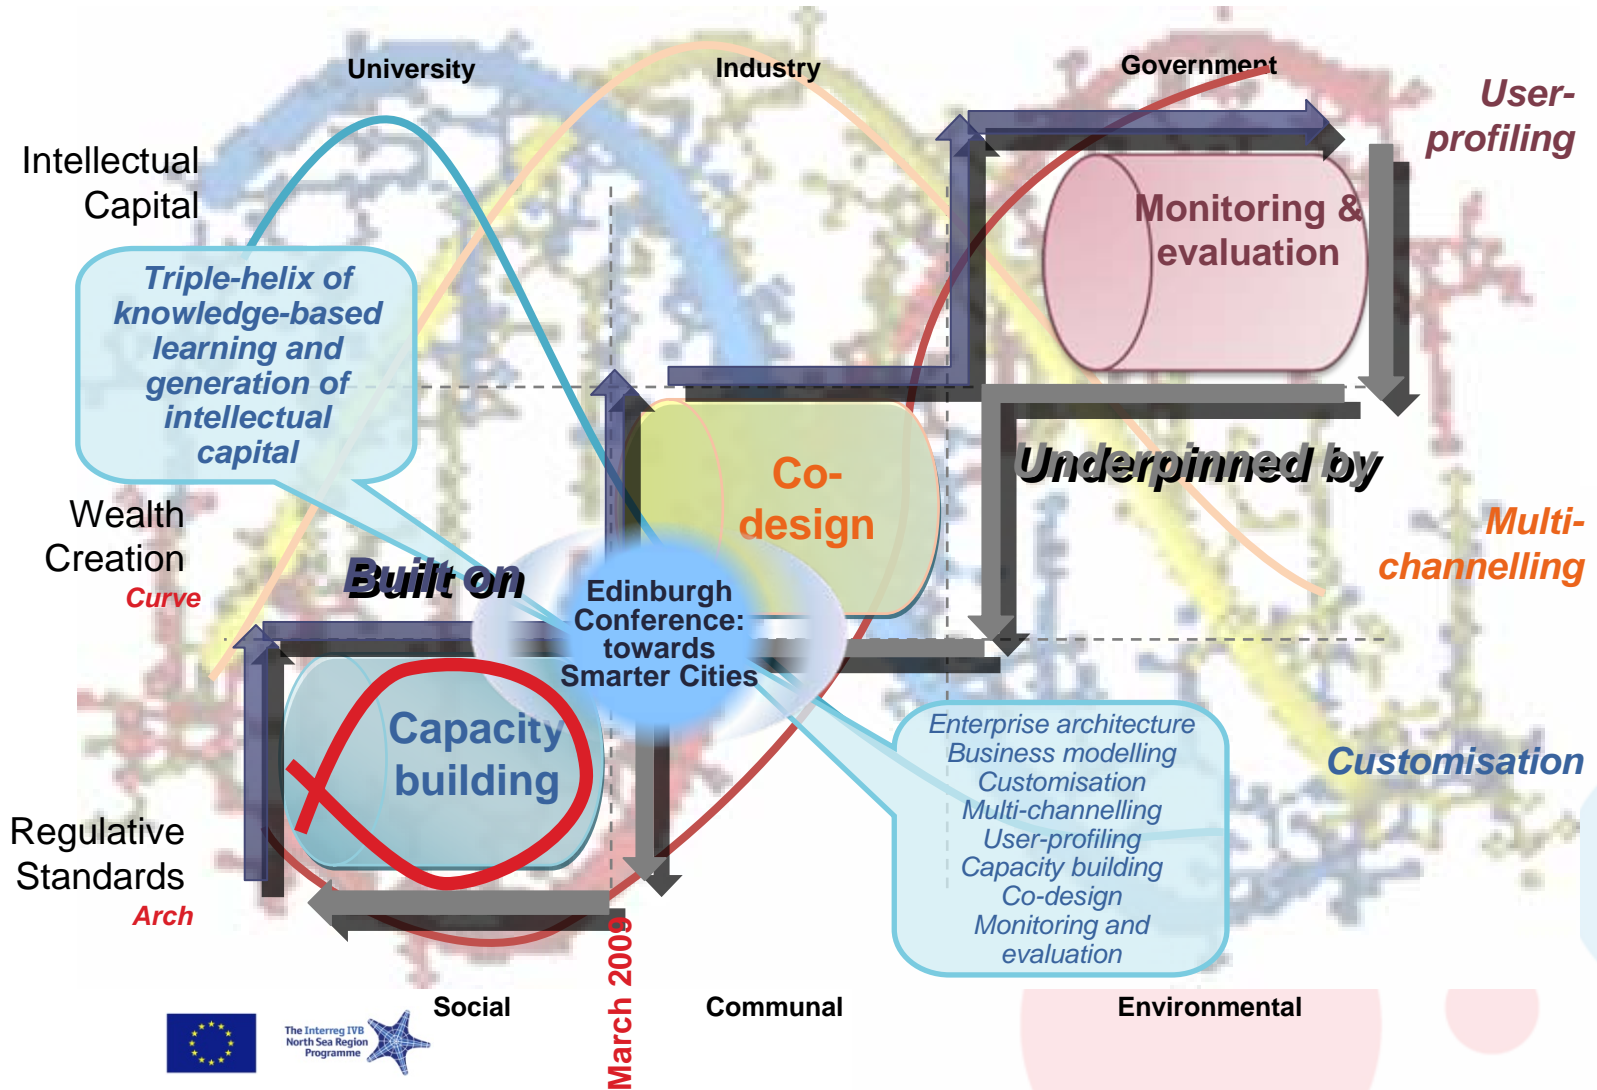 University
Industry
Government
User-
profiling
Intellectual
Capital
Monitoring &
evaluation
Triple-helix of
knowledge-based
learning and
generation of
intellectual
capital
Co-
design
Underpinned by
Wealth
Creation
Curve
Multi-
channelling
Built on
Edinburgh
Conference:
towards
Smarter Cities
Capacity
building
Enterprise architecture
Business modelling
Customisation
Multi-channelling
User-profiling
Capacity building
Co-design
Monitoring and
evaluation
Customisation
Regulative
Standards
Arch
March 2009
Social
Communal
Environmental
The Interreg IVB
North Sea Region
Programme